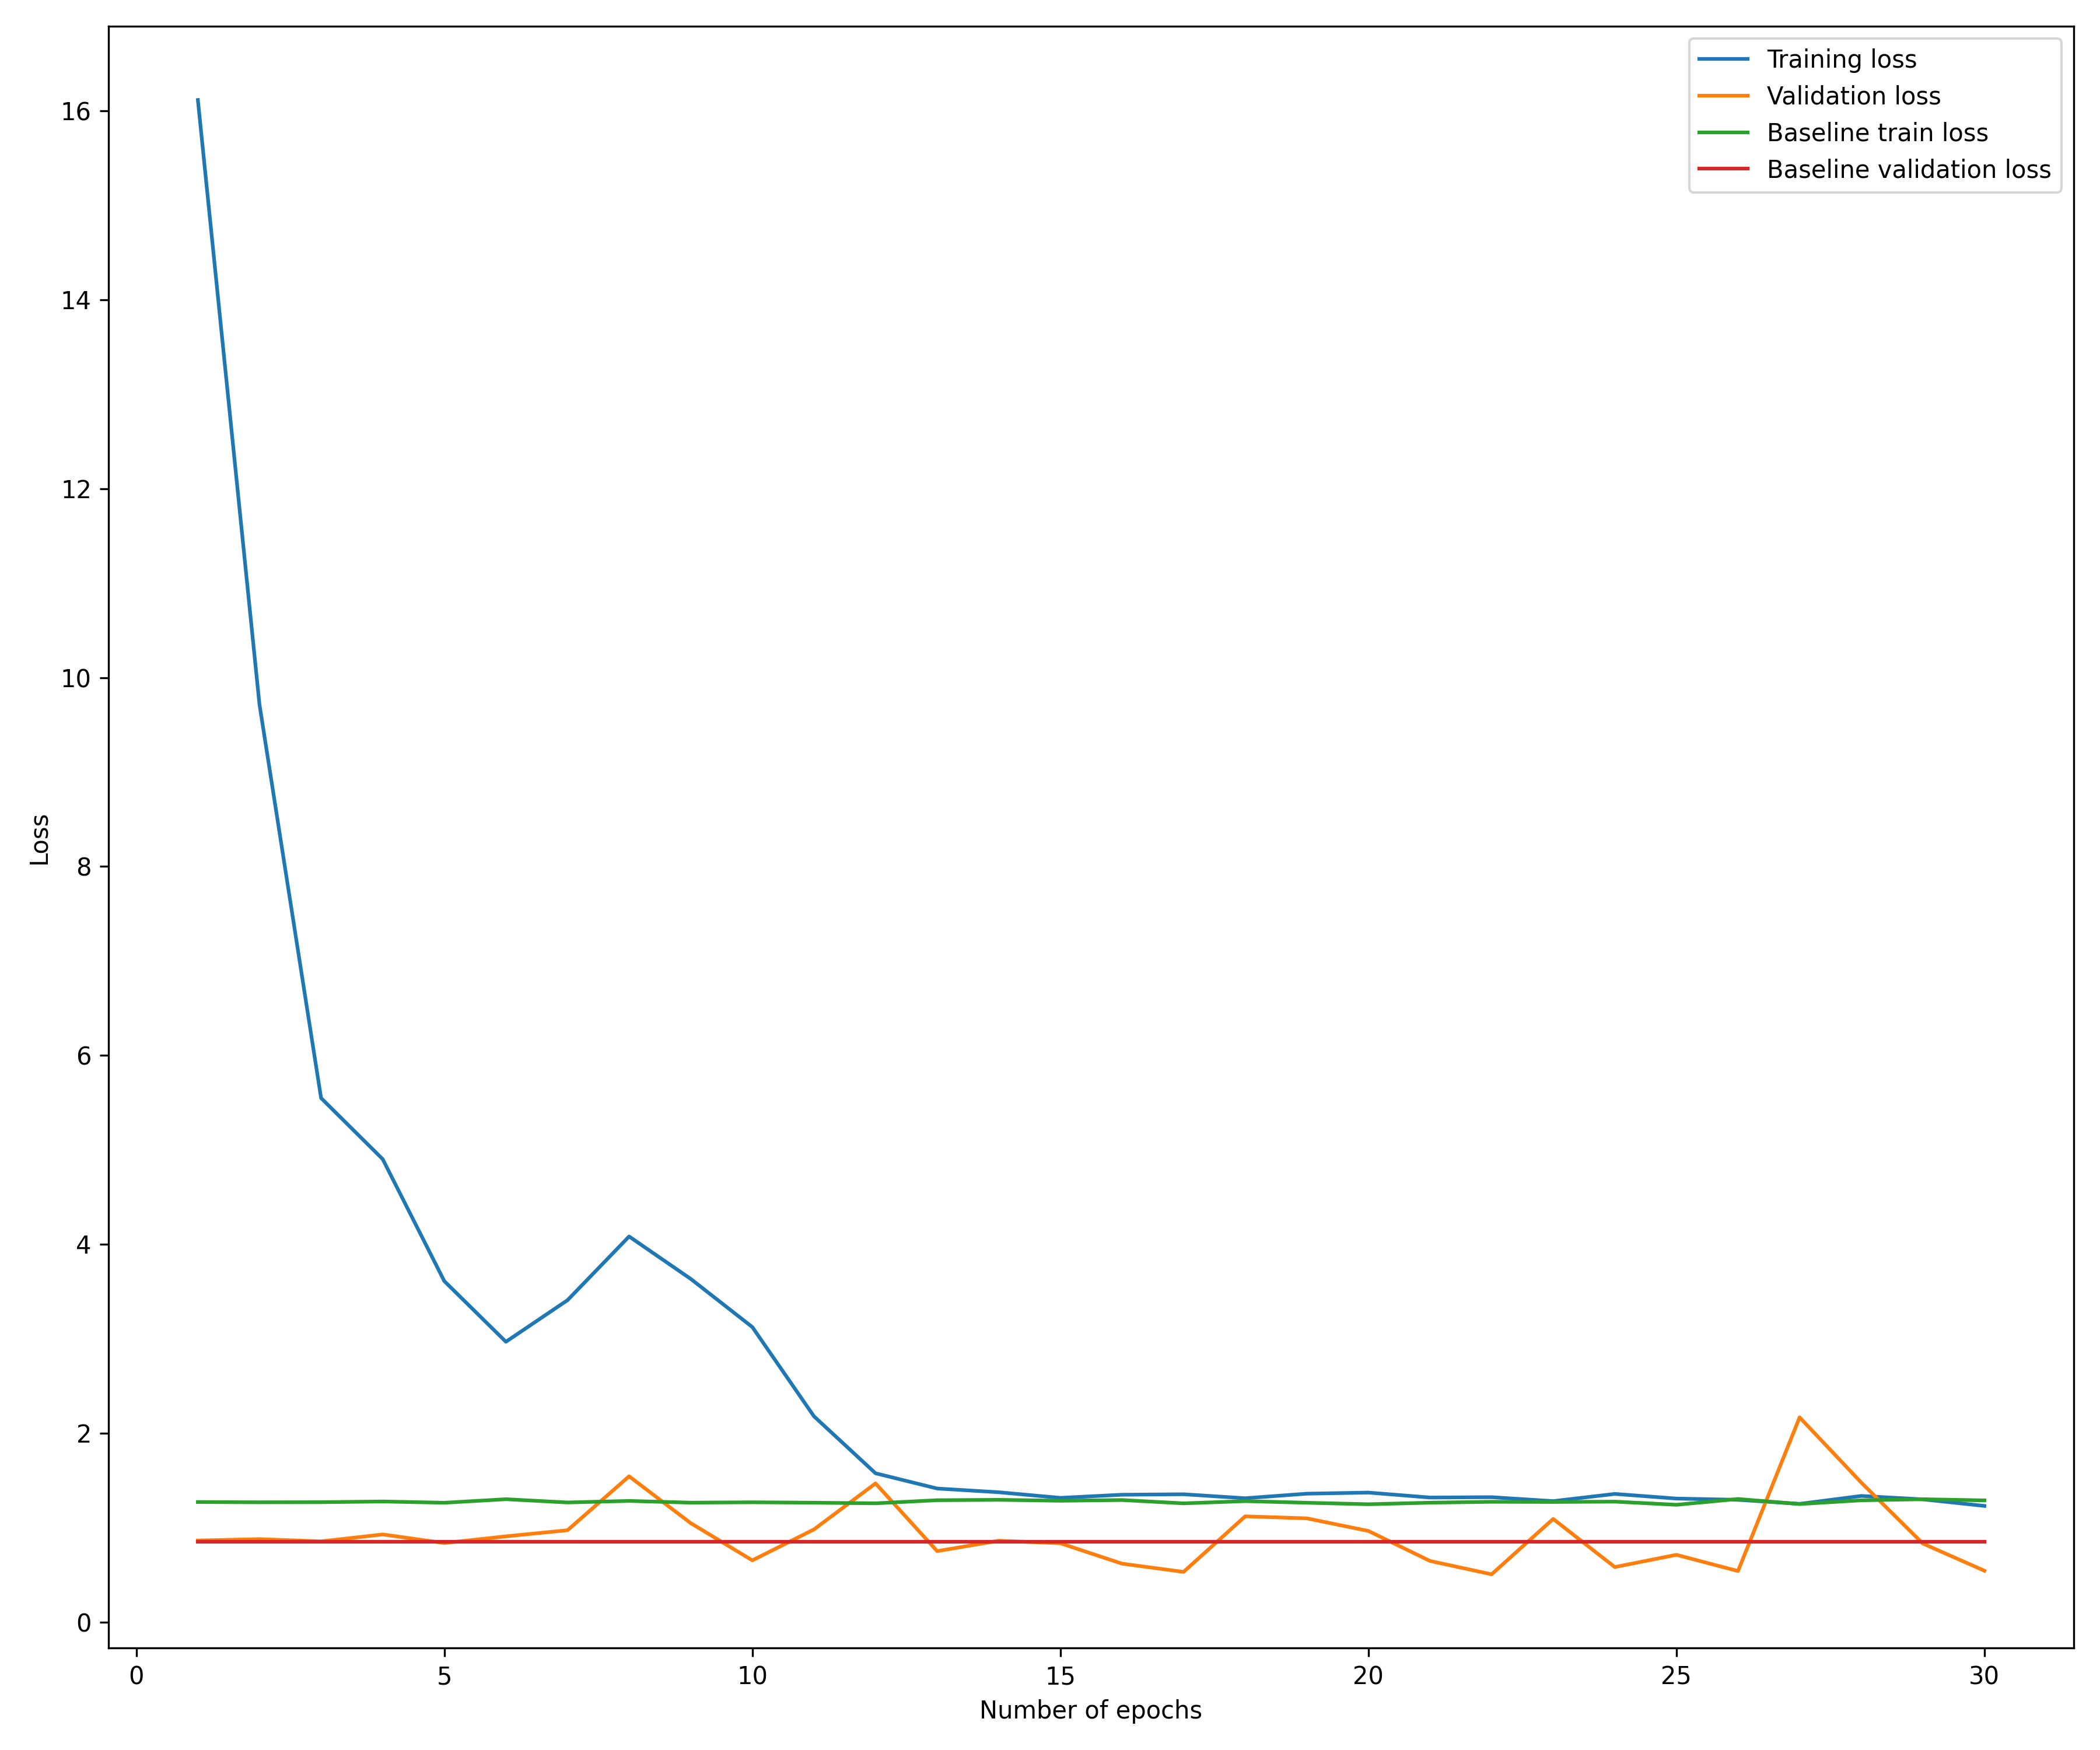 Training loss
Validation loss
Baseline train loss
Baseline validation loss
16
14
12
10
8
6
4
2
0
Loss
0 5 10 15 20 25 30
Number of epochs